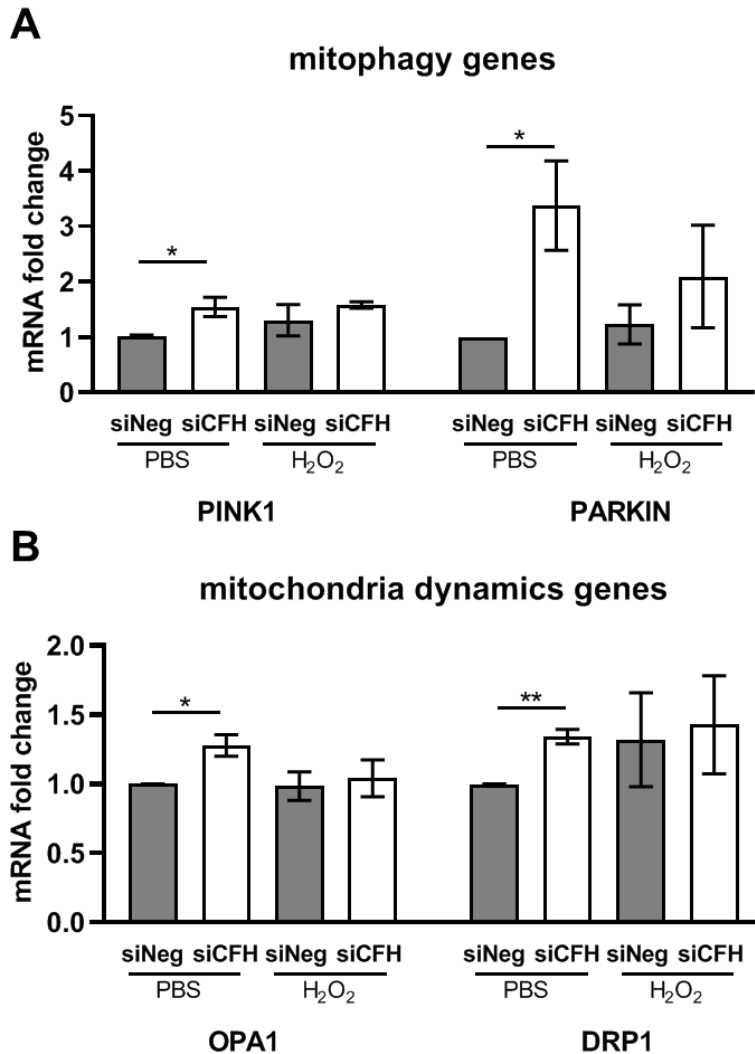 A
mitophagy genes
mRNA fold change
5
4
3
2
1
0
*
*
siNeg siCFH siNeg siCFH siNeg siCFH siNeg siCFH
PBS H₂O₂ PBS H₂O₂
PINK1 PARKIN
B
mitochondria dynamics genes
mRNA fold change
2.0
1.5
1.0
0.5
0.0
*
**
siNeg siCFH siNeg siCFH siNeg siCFH siNeg siCFH
PBS H₂O₂ PBS H₂O₂
OPA1 DRP1